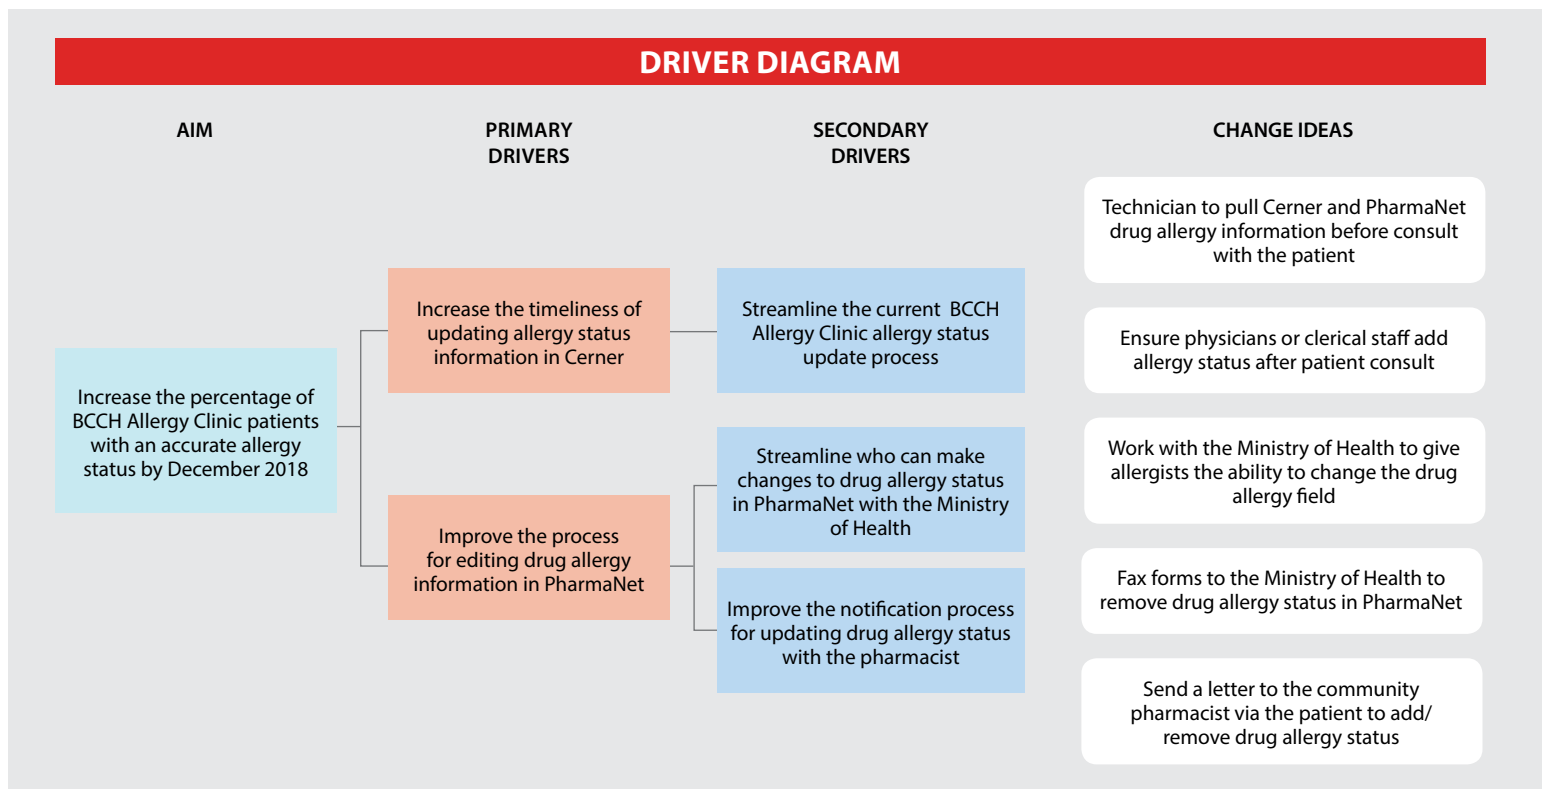 DRIVER DIAGRAM
AIM
PRIMARY
DRIVERS
SECONDARY
DRIVERS
CHANGE IDEAS
Increase the percentage of
BCCH Allergy Clinic patients
with an accurate allergy
status by December 2018
Increase the timeliness of
updating allergy status
information in Cerner
Improve the process
for editing drug allergy
information in PharmaNet
Streamline the current BCCH
Allergy Clinic allergy status
update process
Streamline who can make
changes to drug allergy status
in PharmaNet with the Ministry
of Health
Improve the notification process
for updating drug allergy status
with the pharmacist
Technician to pull Cerner and PharmaNet
drug allergy information before consult
with the patient
Ensure physicians or clerical staff add
allergy status after patient consult
Work with the Ministry of Health to give
allergists the ability to change the drug
allergy field
Fax forms to the Ministry of Health to
remove drug allergy status in PharmaNet
Send a letter to the community
pharmacist via the patient to add/
remove drug allergy status